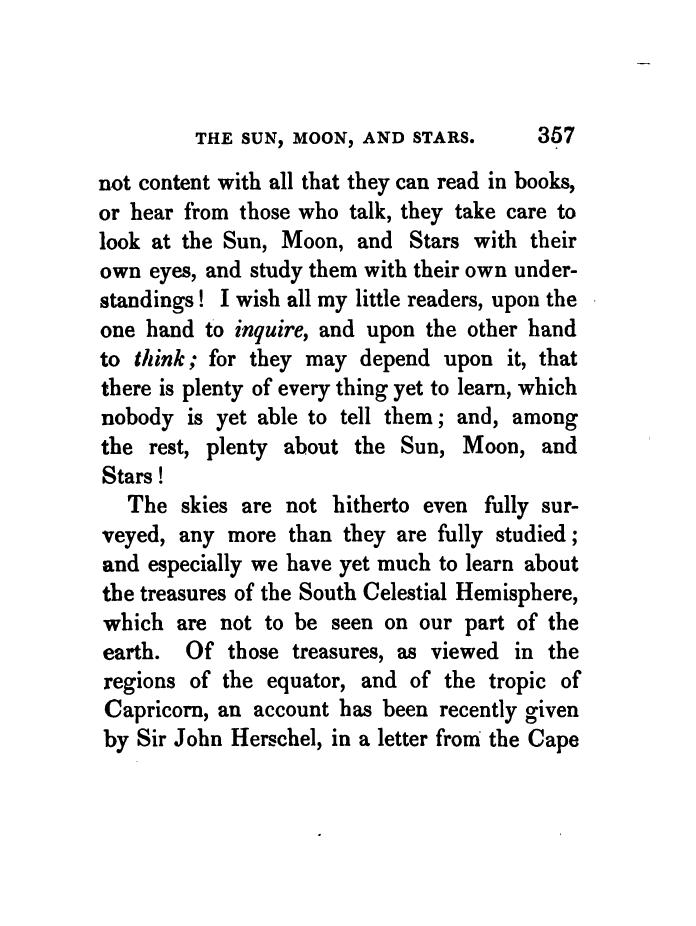 THE SUN, MOON, AND STARS. 357
not content with all that they can read in books,
or hear from those who talk, they take care to
look at the Sun, Moon, and Stars with their
own eyes, and study them with their own under-
standings! I wish all my little readers, upon the
one hand to inquire, and upon the other hand
to think; for they may depend upon it, that
there is plenty of every thing yet to learn, which
nobody is yet able to tell them; and, among
the rest, plenty about the Sun, Moon, and
Stars!
The skies are not hitherto even fully sur-
veyed, any more than they are fully studied;
and especially we have yet much to learn about
the treasures of the South Celestial Hemisphere,
which are not to be seen on our part of the
earth. Of those treasures, as viewed in the
regions of the equator, and of the tropic of
Capricorn, an account has been recently given
by Sir John Herschel, in a letter from the Cape